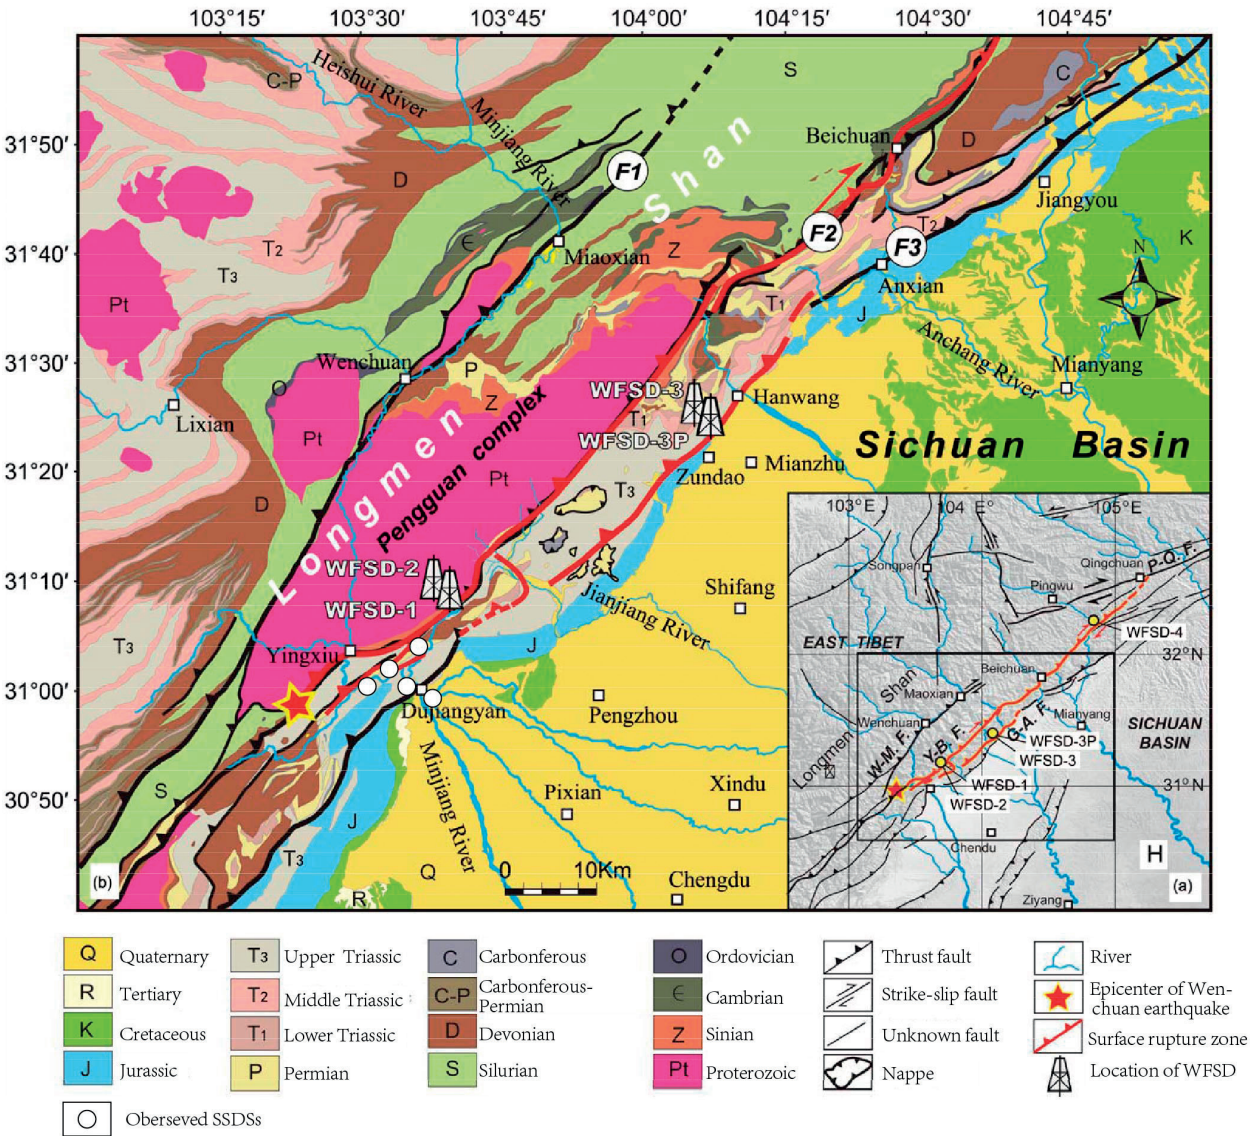 103°15′ 103°30′ 103°45′ 104°00′ 104°15′ 104°30′ 104°45′
31°50′
31°40′
31°30′
31°20′
31°10′
31°00′
30°50′
C-P
Heishui River
Minjiang River
S
C
Beichuan
D
D
F1
Shan
Jiangyou
Є
T2
F2
T2
F3
K
N
T3
Miaoxian
Z
Anxian
Pt
T1
J
Anchang River
Wenchuan
P
Mianyang
O
Z
WFSD-3
Hanwang
Lixian
Pt
T1
WFSD-3P
Sichuan Basin
Longmen
Pengguan complex
Pt
Zundao
Mianzhu
D
T3
WFSD-2
WFSD-1
Jianjiang River
Shifang
T3
Yingxiu
J
Dujiangyan
Pengzhou
S
Minjiang River
Pixian
Xindu
J
T3
Q
0 10Km
Chengdu
R
(b)
103°E 104 E° 105°E
Songpan
Qingchuan
P-Q. F.
Pingwu
WFSD-4
EAST TIBET
32°N
Beichuan
Shan
Maoxian
Mianyang
Wenchuan
G-A. F.
SICHUAN
BASIN
Longmen
W-M. F.
Y-B. F.
WFSD-3P
WFSD-3
31°N
WFSD-1
WFSD-2
Chendu
H
(a)
Ziyang
Q Quaternary
R Tertiary
K Cretaceous
J Jurassic
T3 Upper Triassic
T2 Middle Triassic
T1 Lower Triassic
P Permian
C Carbonferous
C-P Carbonferous-
Permian
D Devonian
S Silurian
O Ordovician
Є Cambrian
Z Sinian
Pt Proterozoic
Thrust fault
Strike-slip fault
Unknown fault
Nappe
River
Epicenter of Wen-
chuan earthquake
Surface rupture zone
Location of WFSD
Oberseved SSDSs